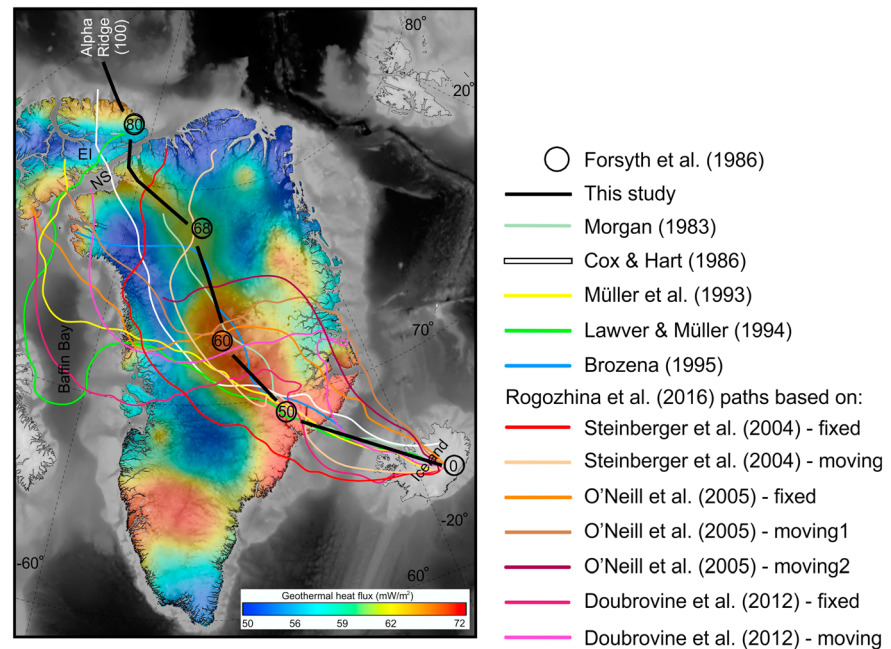 Alpha
Ridge
(100)
80°
20°
80
EI
NS
68
70°
60
Baffin Bay
50
Iceland
0
-20°
-60°
60°
Geothermal heat flux (mW/m²)
50 56 59 62 72
Forsyth et al. (1986)
This study
Morgan (1983)
Cox & Hart (1986)
Müller et al. (1993)
Lawver & Müller (1994)
Brozena (1995)
Rogozhina et al. (2016) paths based on:
Steinberger et al. (2004) - fixed
Steinberger et al. (2004) - moving
O'Neill et al. (2005) - fixed
O'Neill et al. (2005) - moving1
O'Neill et al. (2005) - moving2
Doubrovine et al. (2012) - fixed
Doubrovine et al. (2012) - moving